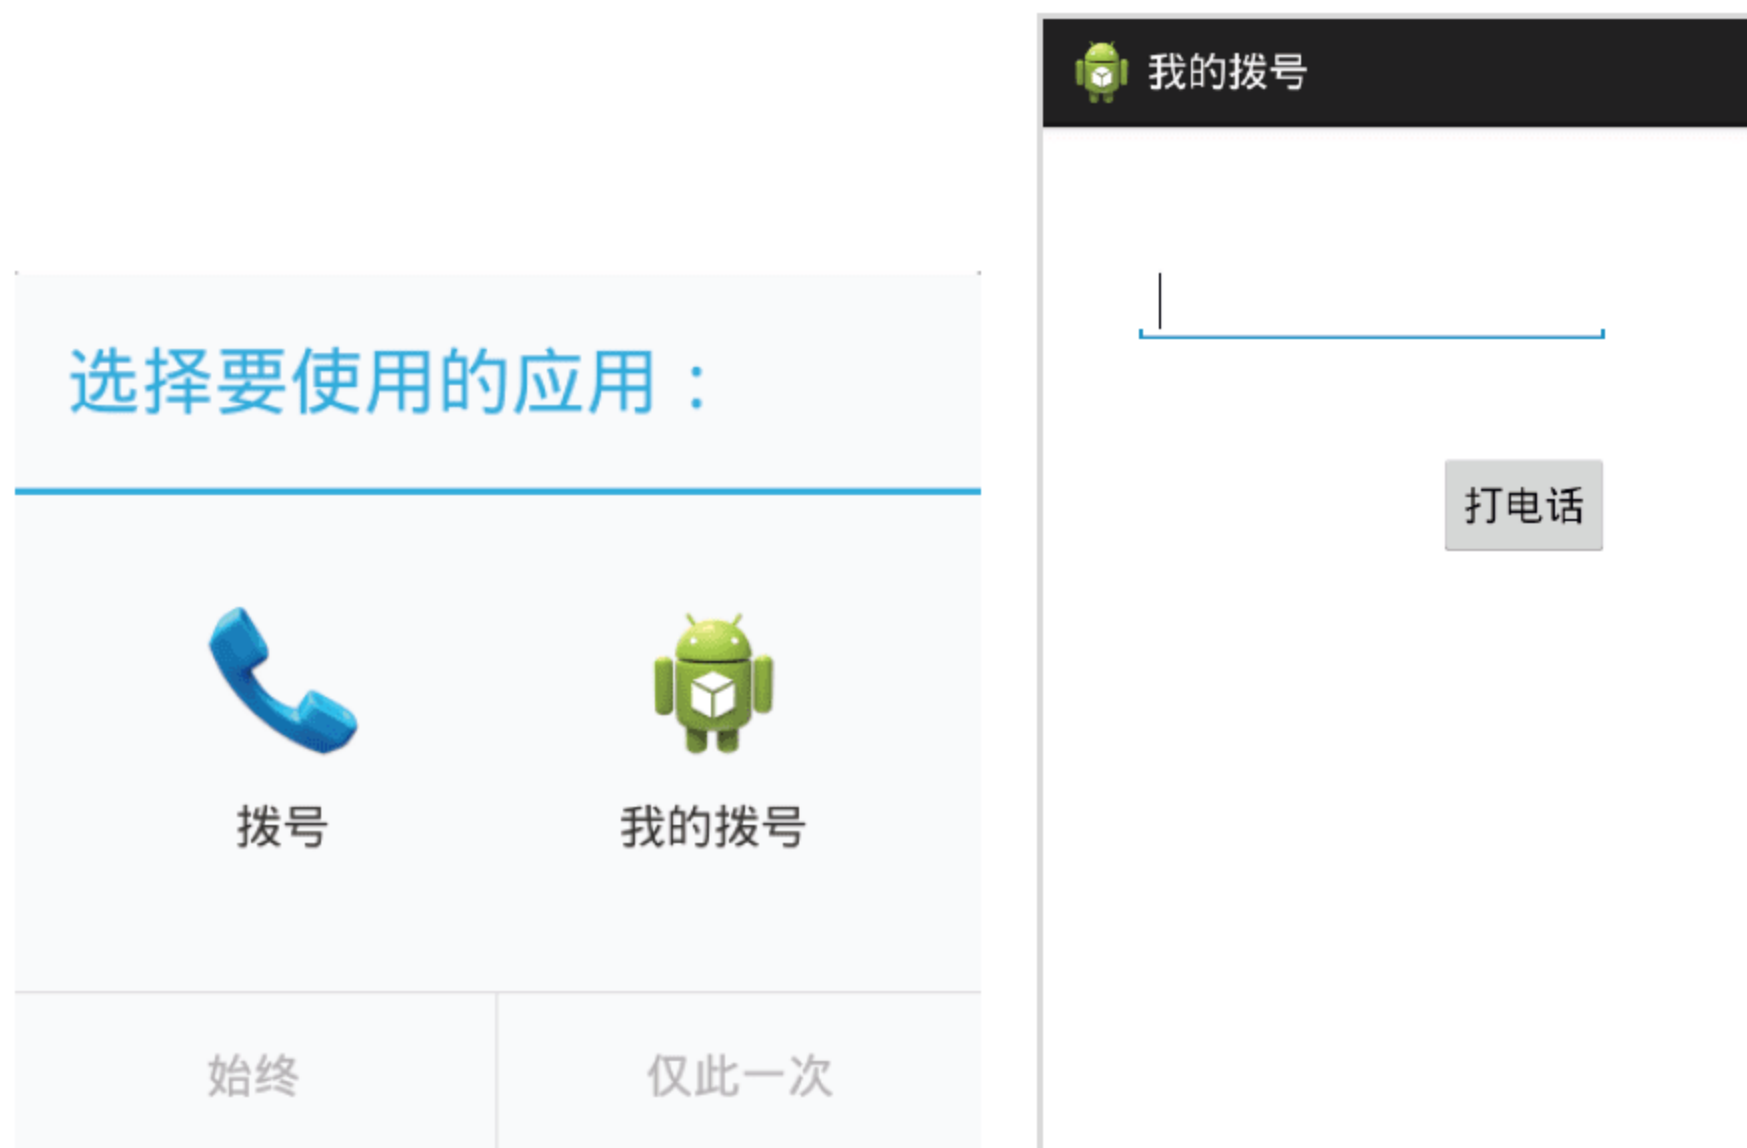 选择要使用的应用：
拨号
我的拨号
始终
仅此一次
我的拨号
打电话